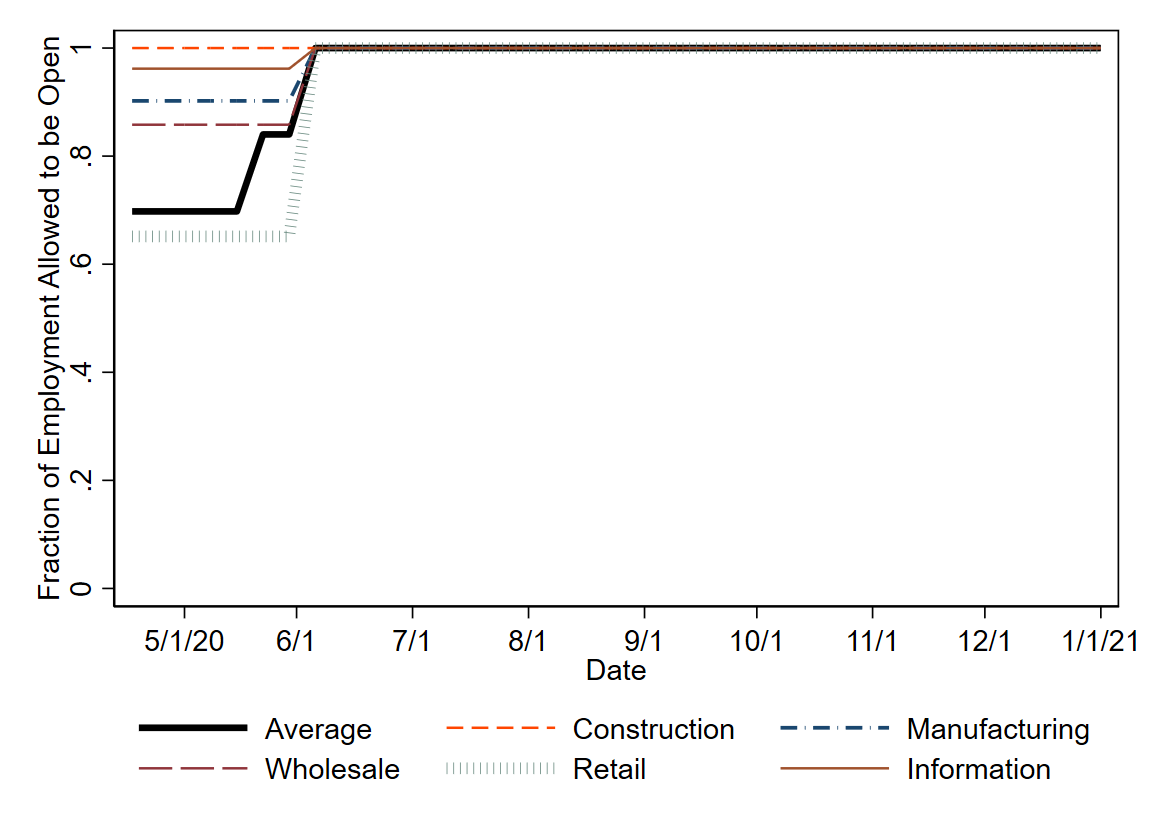 Fraction of Employment Allowed to be Open
1
.8
.6
.4
.2
0
5/1/20 6/1 7/1 8/1 9/1 10/1 11/1 12/1 1/1/21
Date
Average Construction Manufacturing
Wholesale Retail Information